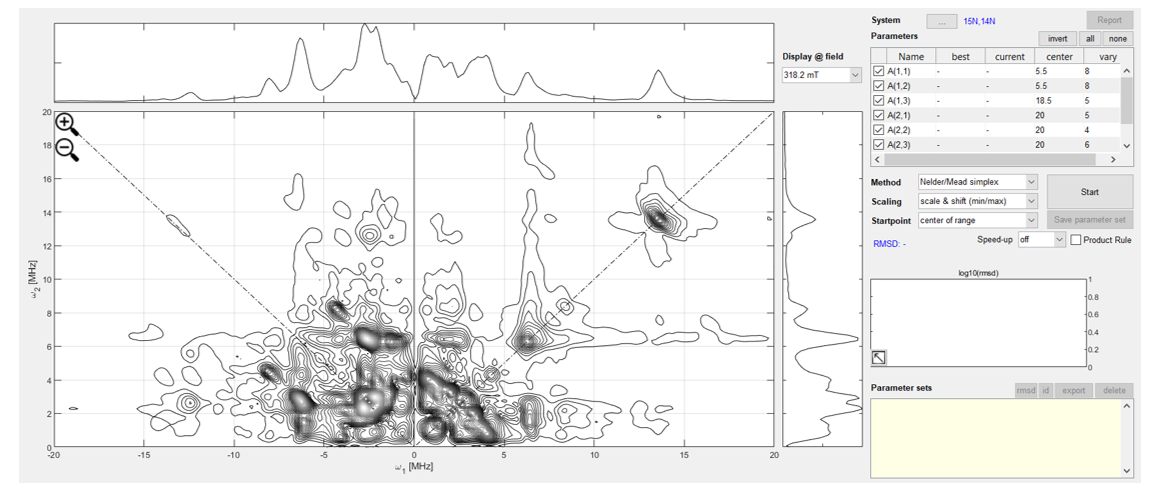 System ... 15N,14N Report
Parameters invert all none
Name best current center vary
A(1,1) - - 5.5 8
A(1,2) - - 5.5 8
A(1,3) - - 18.5 5
A(2,1) - - 20 5
A(2,2) - - 20 4
A(2,3) - - 20 6
Display @ field
318.2 mT
Method Nelder/Mead simplex Start
Scaling scale & shift (min/max)
Startpoint center of range Save parameter set
RMSD: - Speed-up off Product Rule
log10(rmsd)
1
0.8
0.6
0.4
0.2
0
Parameter sets rmsd id export delete
20
18
16
14
12
10
8
6
4
2
0
ω2 [MHz]
-20 -15 -10 -5 0 5 10 15 20
ω1 [MHz]